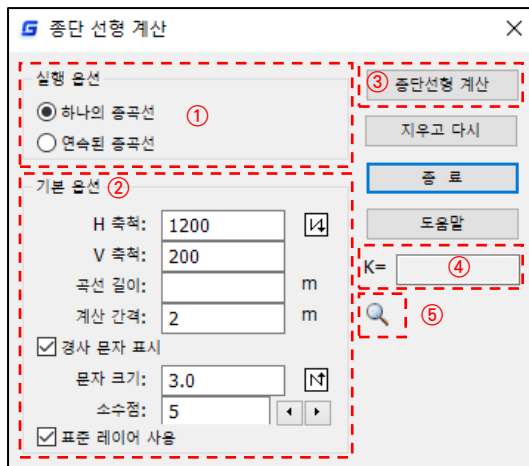 G 종단 선형 계산
실행 옵션
하나의 종곡선
①
연속된 종곡선
기본 옵션 ②
H 축척: 1200
V 축척: 200
곡선 길이: m
계산 간격: 2 m
경사 문자 표시
문자 크기: 3.0
소수점: 5
표준 레이어 사용
③ 종단선형 계산
지우고 다시
종 료
도움말
K= ④
⑤